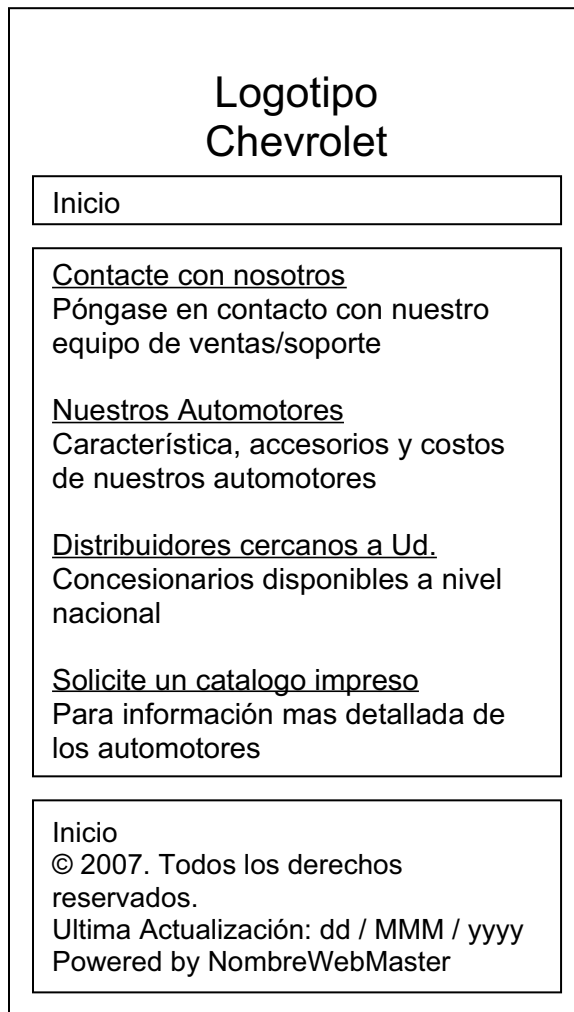 Logotipo
Chevrolet
Inicio
Contacte con nosotros
Póngase en contacto con nuestro
equipo de ventas/soporte
Nuestros Automotores
Característica, accesorios y costos
de nuestros automotores
Distribuidores cercanos a Ud.
Concesionarios disponibles a nivel
nacional
Solicite un catalogo impreso
Para información mas detallada de
los automotores
Inicio
© 2007. Todos los derechos
reservados.
Ultima Actualización: dd / MMM / yyyy
Powered by NombreWebMaster